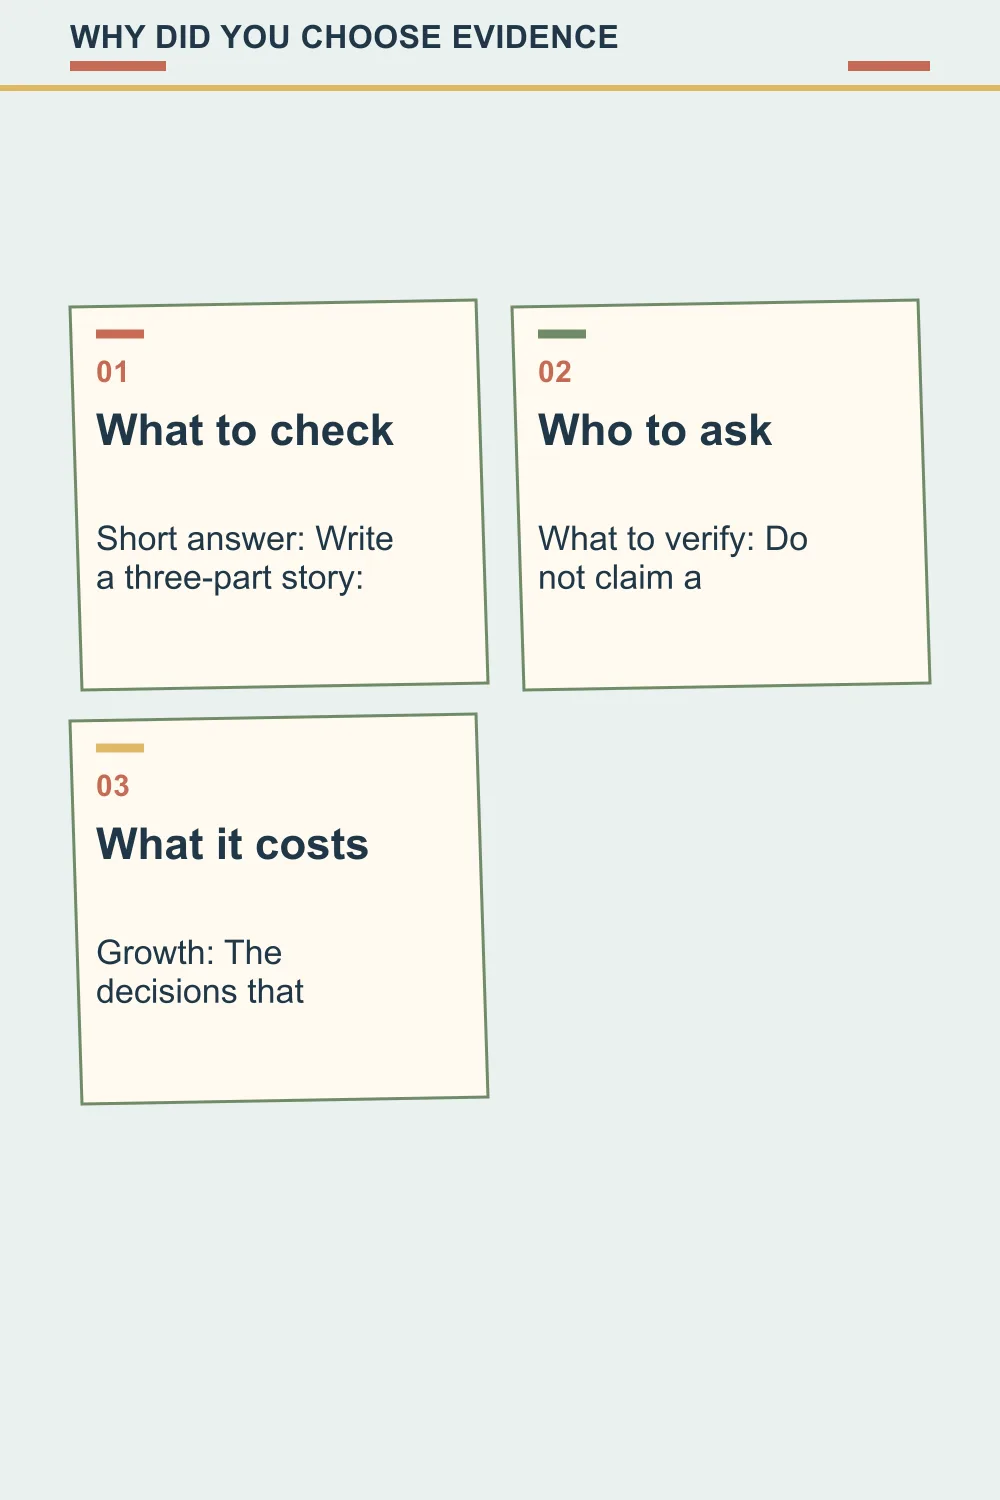 WHY DID YOU CHOOSE EVIDENCE
01
What to check
Short answer: Write
a three-part story:
02
Who to ask
What to verify: Do
not claim a
03
What it costs
Growth: The
decisions that